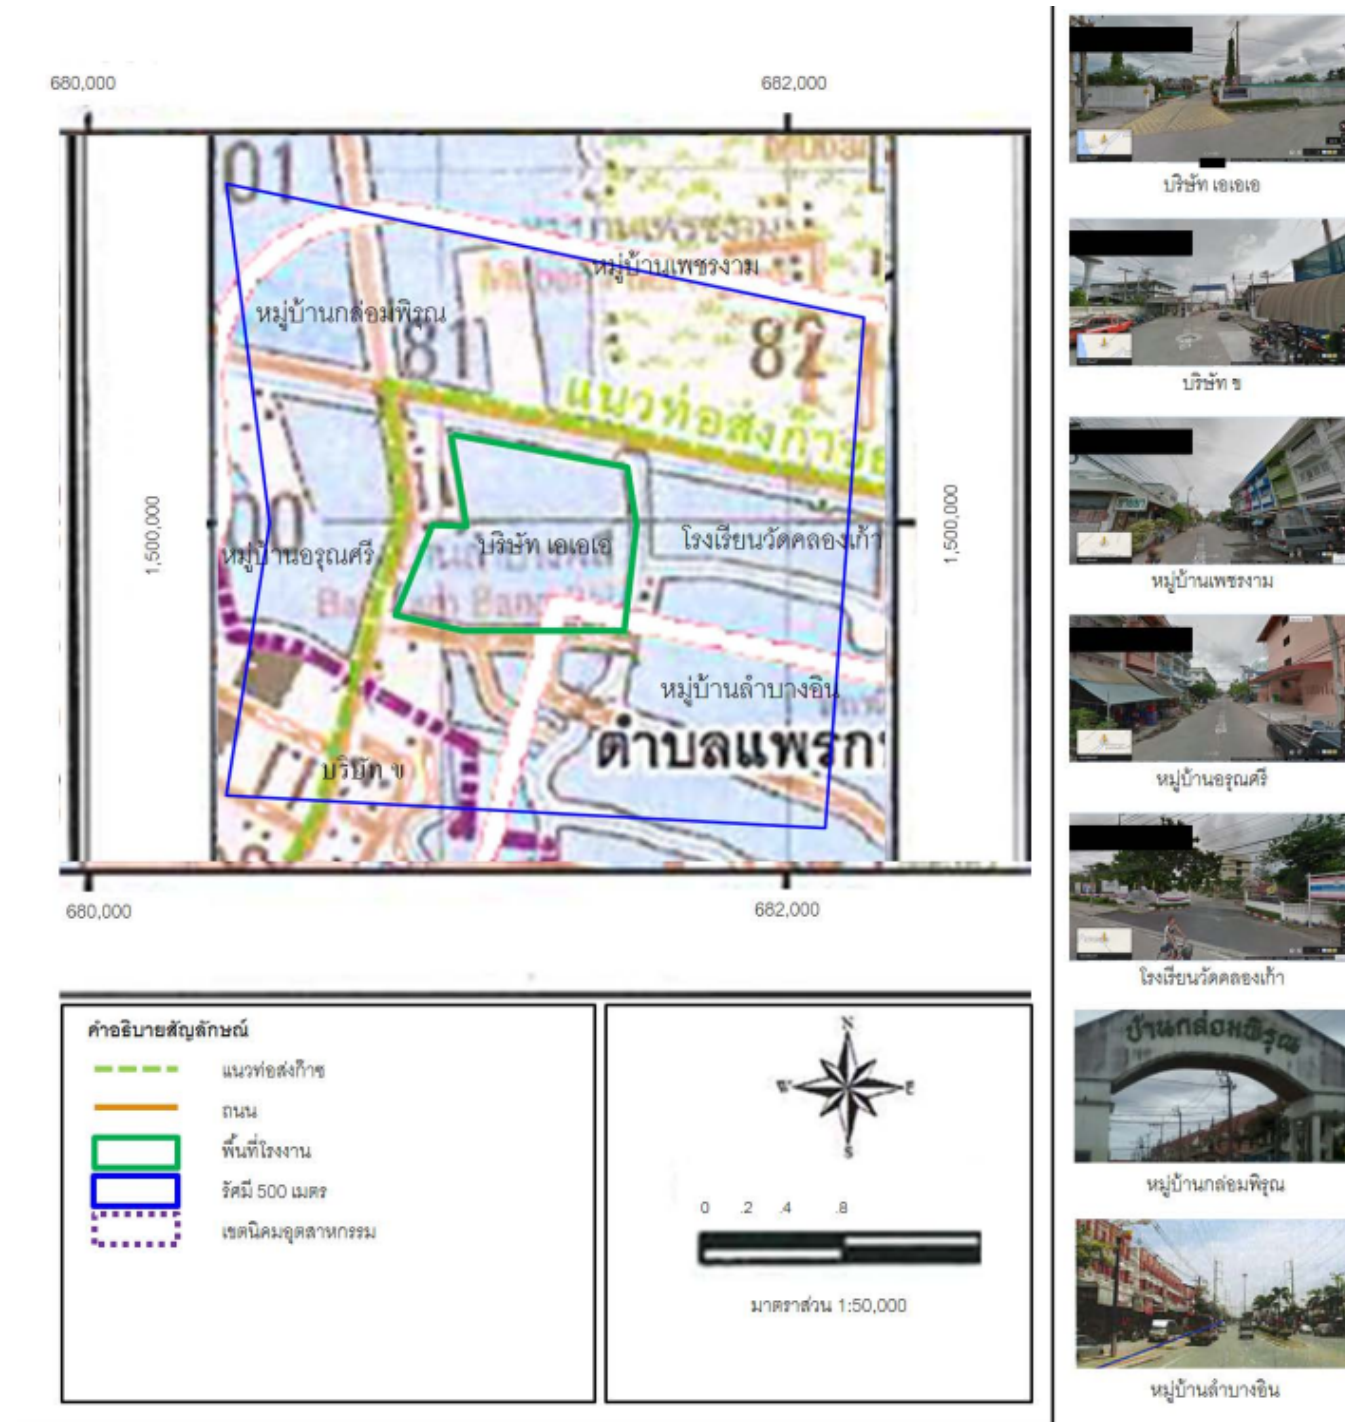 680,000
682,000
01
หมู่บ้านเพชรงาม
หมู่บ้านกล่อมพิรุณ
81
82
แนวท่อส่งก๊าซ
1,500,000
1,500,000
00
บริษัท เอเอเอ
โรงเรียนวัดคลองเก้า
หมู่บ้านอรุณศรี
หมู่บ้านลำบางอิน
ตำบลแพรก
บริษัท ข
680,000
682,000
คำอธิบายสัญลักษณ์
แนวท่อส่งก๊าซ
ถนน
พื้นที่โรงงาน
รัศมี 500 เมตร
เขตนิคมอุตสาหกรรม
N
W E
S
0 .2 .4 .8
มาตราส่วน 1:50,000
บริษัท เอเอเอ
บริษัท ข
หมู่บ้านเพชรงาม
หมู่บ้านอรุณศรี
โรงเรียนวัดคลองเก้า
บ้านกล่อมพิรุณ
หมู่บ้านกล่อมพิรุณ
หมู่บ้านลำบางอิน